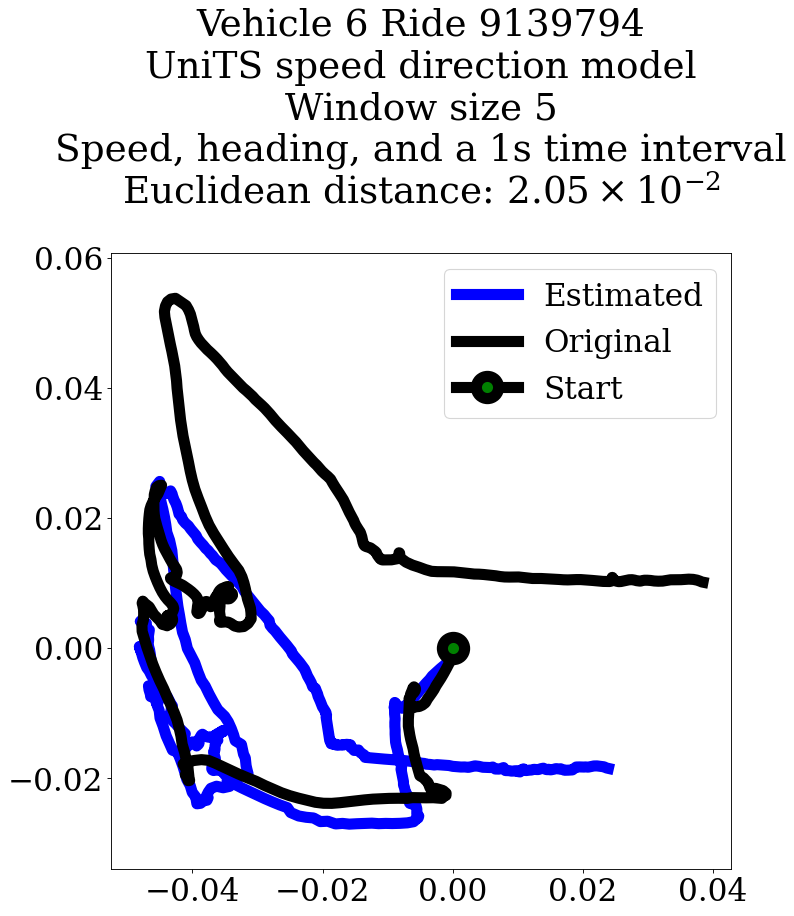 Vehicle 6 Ride 9139794
UniTS speed direction model
Window size 5
Speed, heading, and a 1s time interval
Euclidean distance: 2.05 × 10⁻²
0.06
0.04
0.02
0.00
−0.02
Estimated
Original
Start
−0.04
−0.02
0.00
0.02
0.04